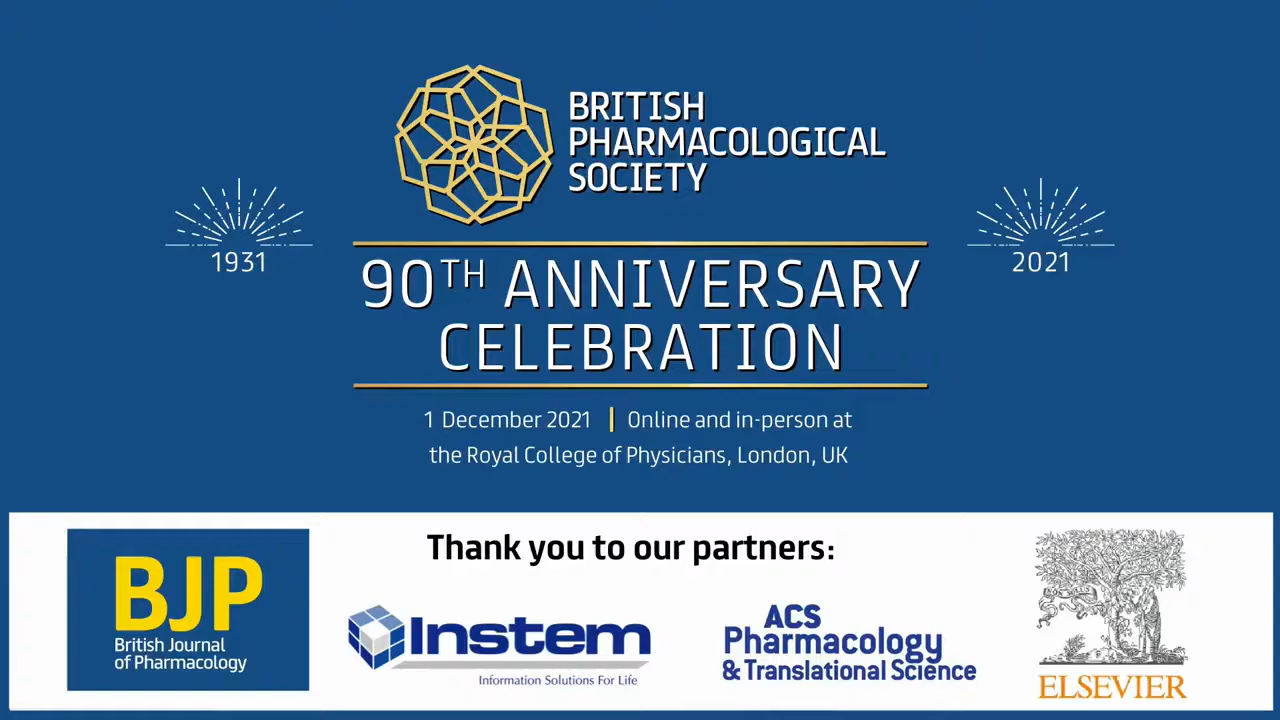 BRITISH
PHARMACOLOGICAL
SOCIETY
1931
2021
90TH ANNIVERSARY
CELEBRATION
1 December 2021 | Online and in-person at
the Royal College of Physicians, London, UK
Thank you to our partners:
BJP
British Journal
of Pharmacology
Instem
Information Solutions For Life
ACS
Pharmacology
& Translational Science
ELSEVIER